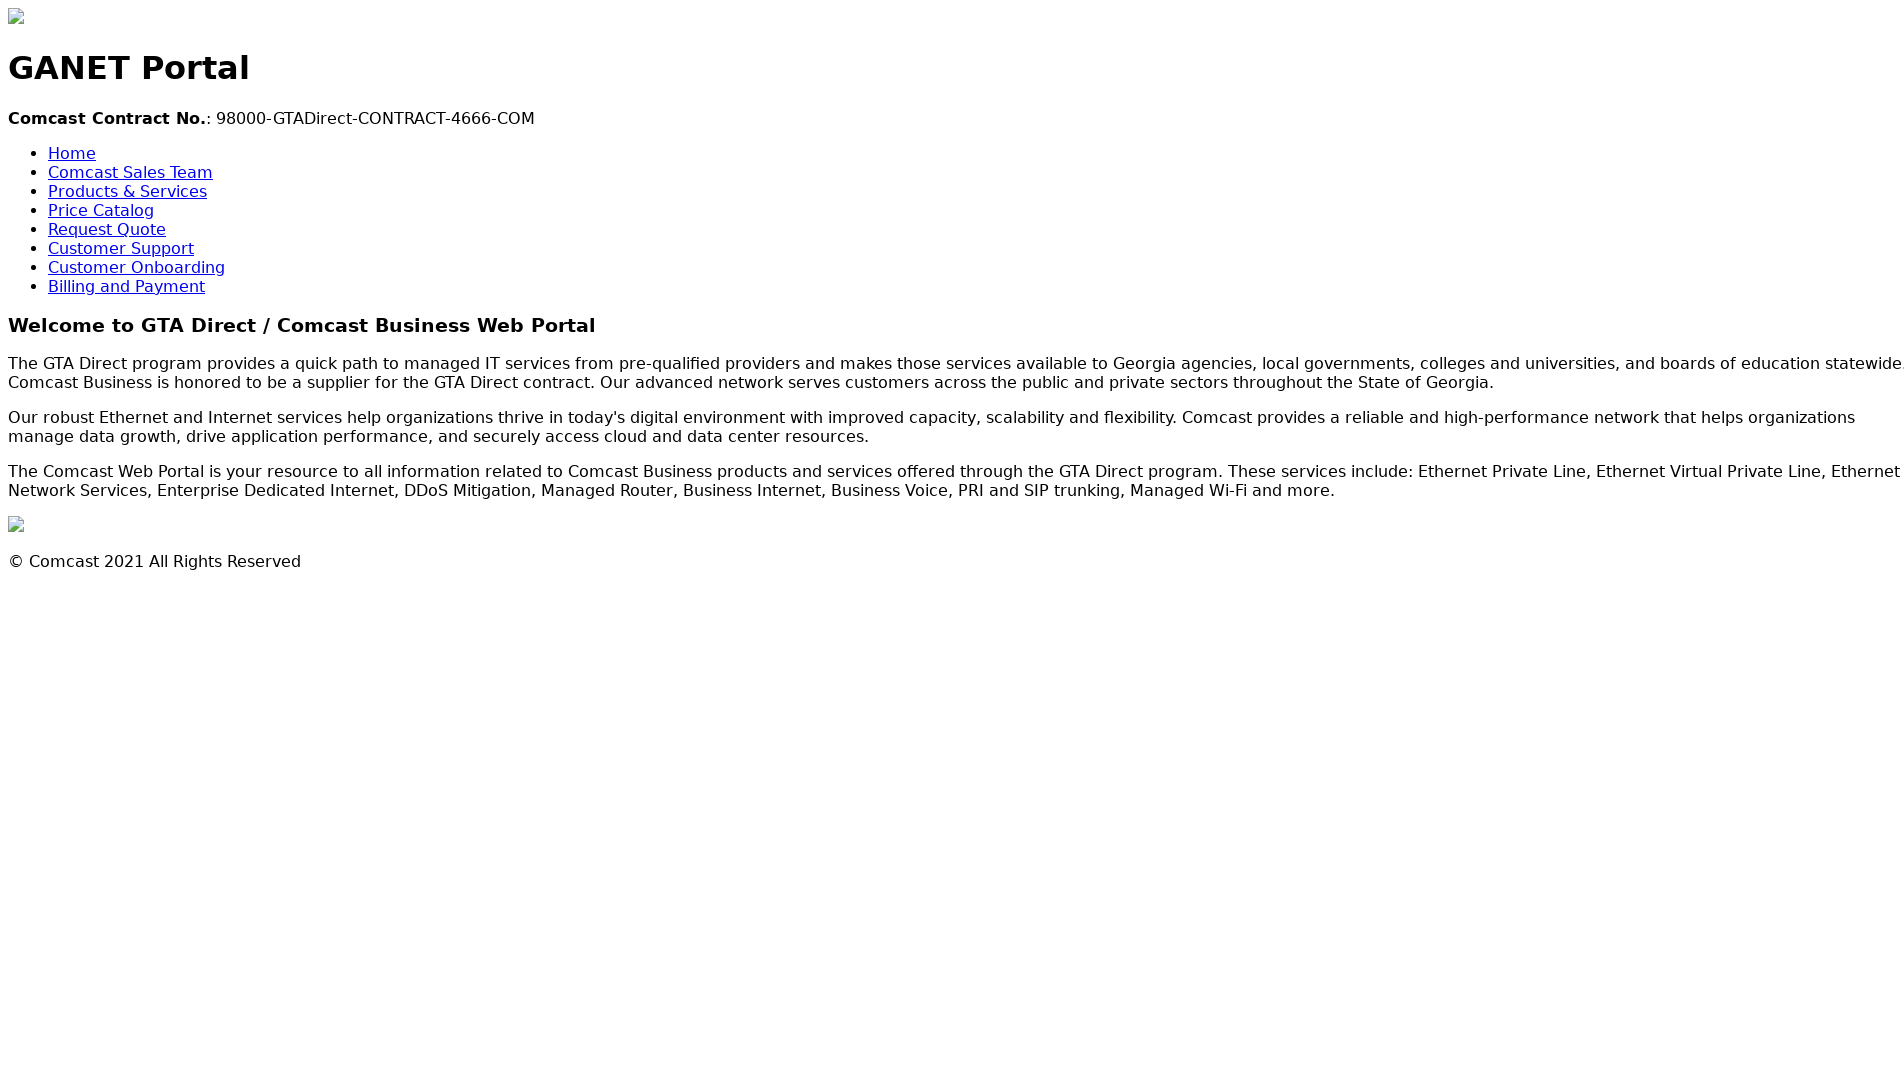 GANET Portal
Comcast Contract No.: 98000-GTADirect-CONTRACT-4666-COM
Home
Comcast Sales Team
Products & Services
Price Catalog
Request Quote
Customer Support
Customer Onboarding
Billing and Payment
Welcome to GTA Direct / Comcast Business Web Portal
The GTA Direct program provides a quick path to managed IT services from pre-qualified providers and makes those services available to Georgia agencies, local governments, colleges and universities, and boards of education statewide.
Comcast Business is honored to be a supplier for the GTA Direct contract. Our advanced network serves customers across the public and private sectors throughout the State of Georgia.
Our robust Ethernet and Internet services help organizations thrive in today's digital environment with improved capacity, scalability and flexibility. Comcast provides a reliable and high-performance network that helps organizations
manage data growth, drive application performance, and securely access cloud and data center resources.
The Comcast Web Portal is your resource to all information related to Comcast Business products and services offered through the GTA Direct program. These services include: Ethernet Private Line, Ethernet Virtual Private Line, Ethernet
Network Services, Enterprise Dedicated Internet, DDoS Mitigation, Managed Router, Business Internet, Business Voice, PRI and SIP trunking, Managed Wi-Fi and more.
© Comcast 2021 All Rights Reserved